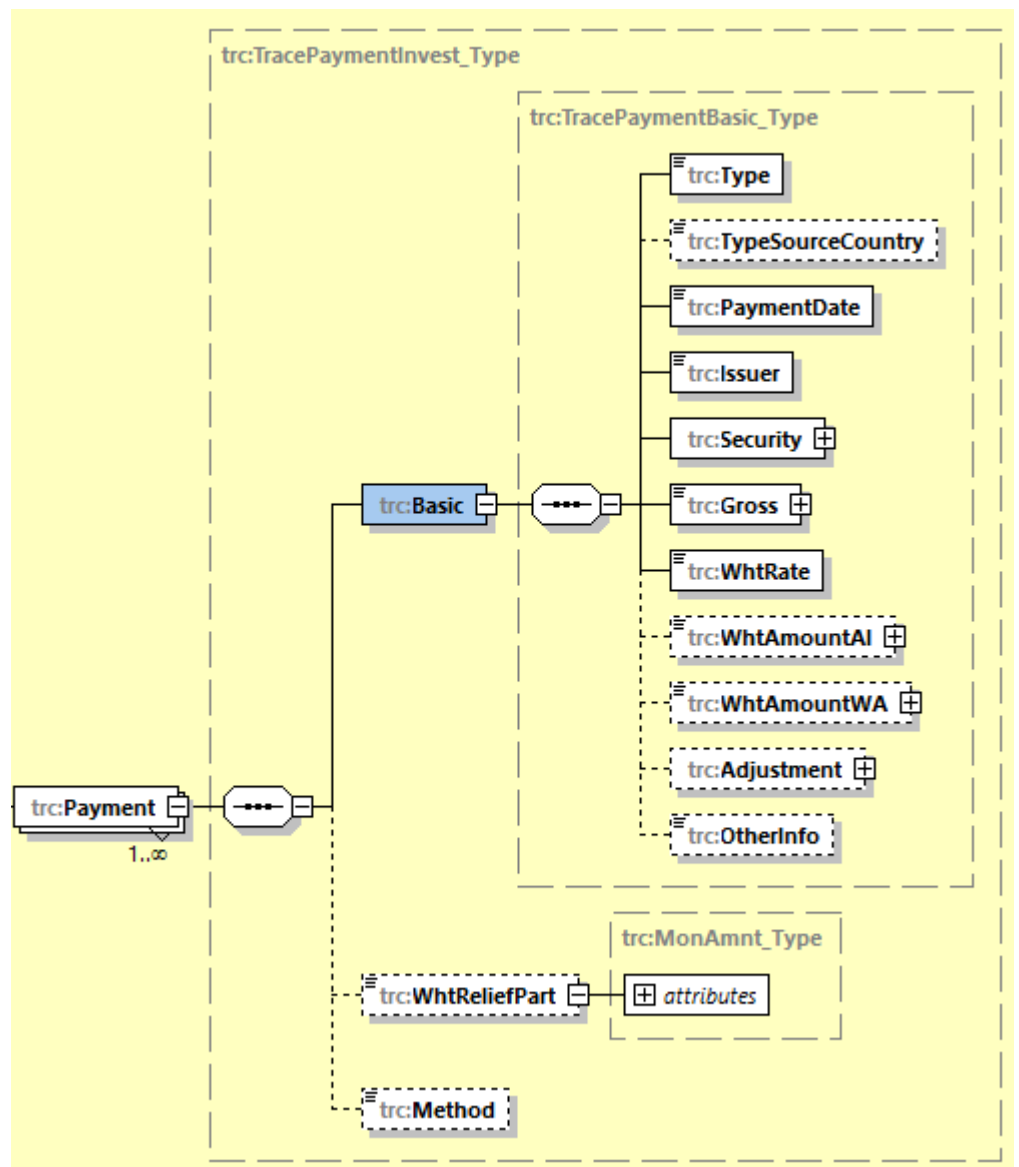 trc:TracePaymentInvest_Type
trc:TracePaymentBasic_Type
trc:Type
trc:TypeSourceCountry
trc:PaymentDate
trc:Issuer
trc:Security
trc:Basic
trc:Gross
trc:WhtRate
trc:WhtAmountAI
trc:WhtAmountWA
trc:Adjustment
trc:Payment
1..∞
trc:OtherInfo
trc:MonAmnt_Type
trc:WhtReliefPart
attributes
trc:Method